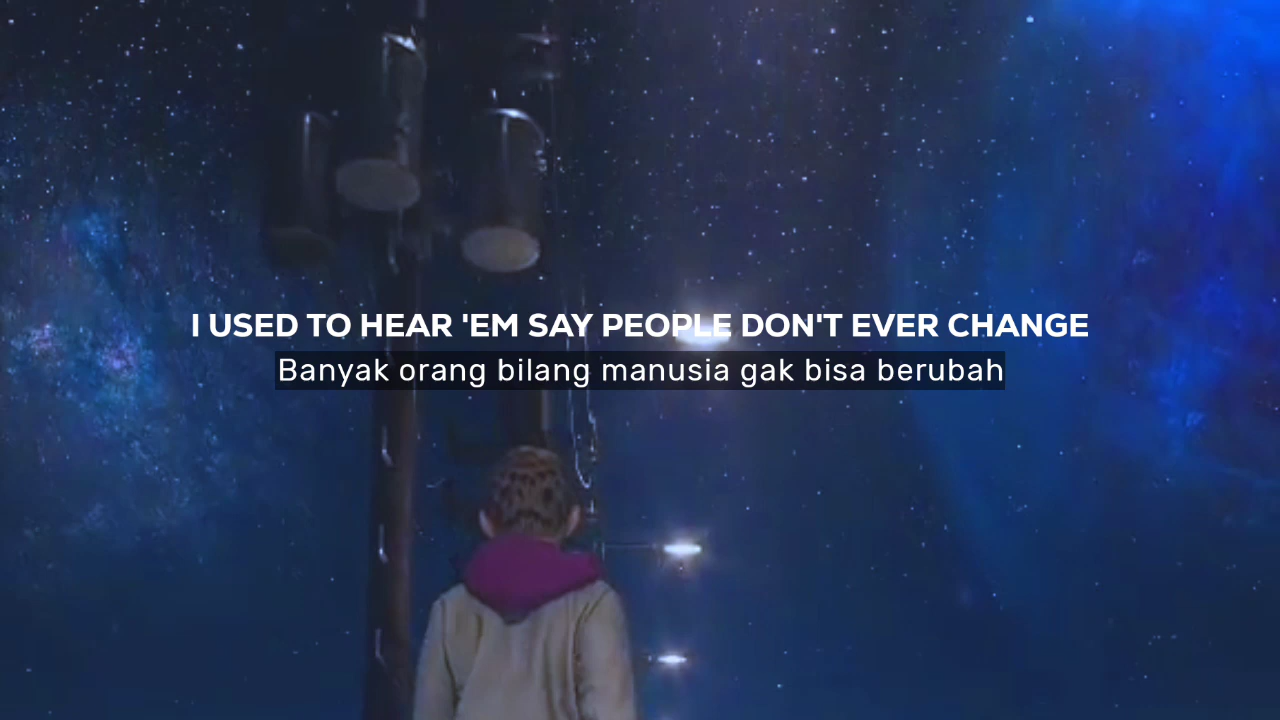 I USED TO HEAR 'EM SAY PEOPLE DON'T EVER CHANGE
Banyak orang bilang manusia gak bisa berubah